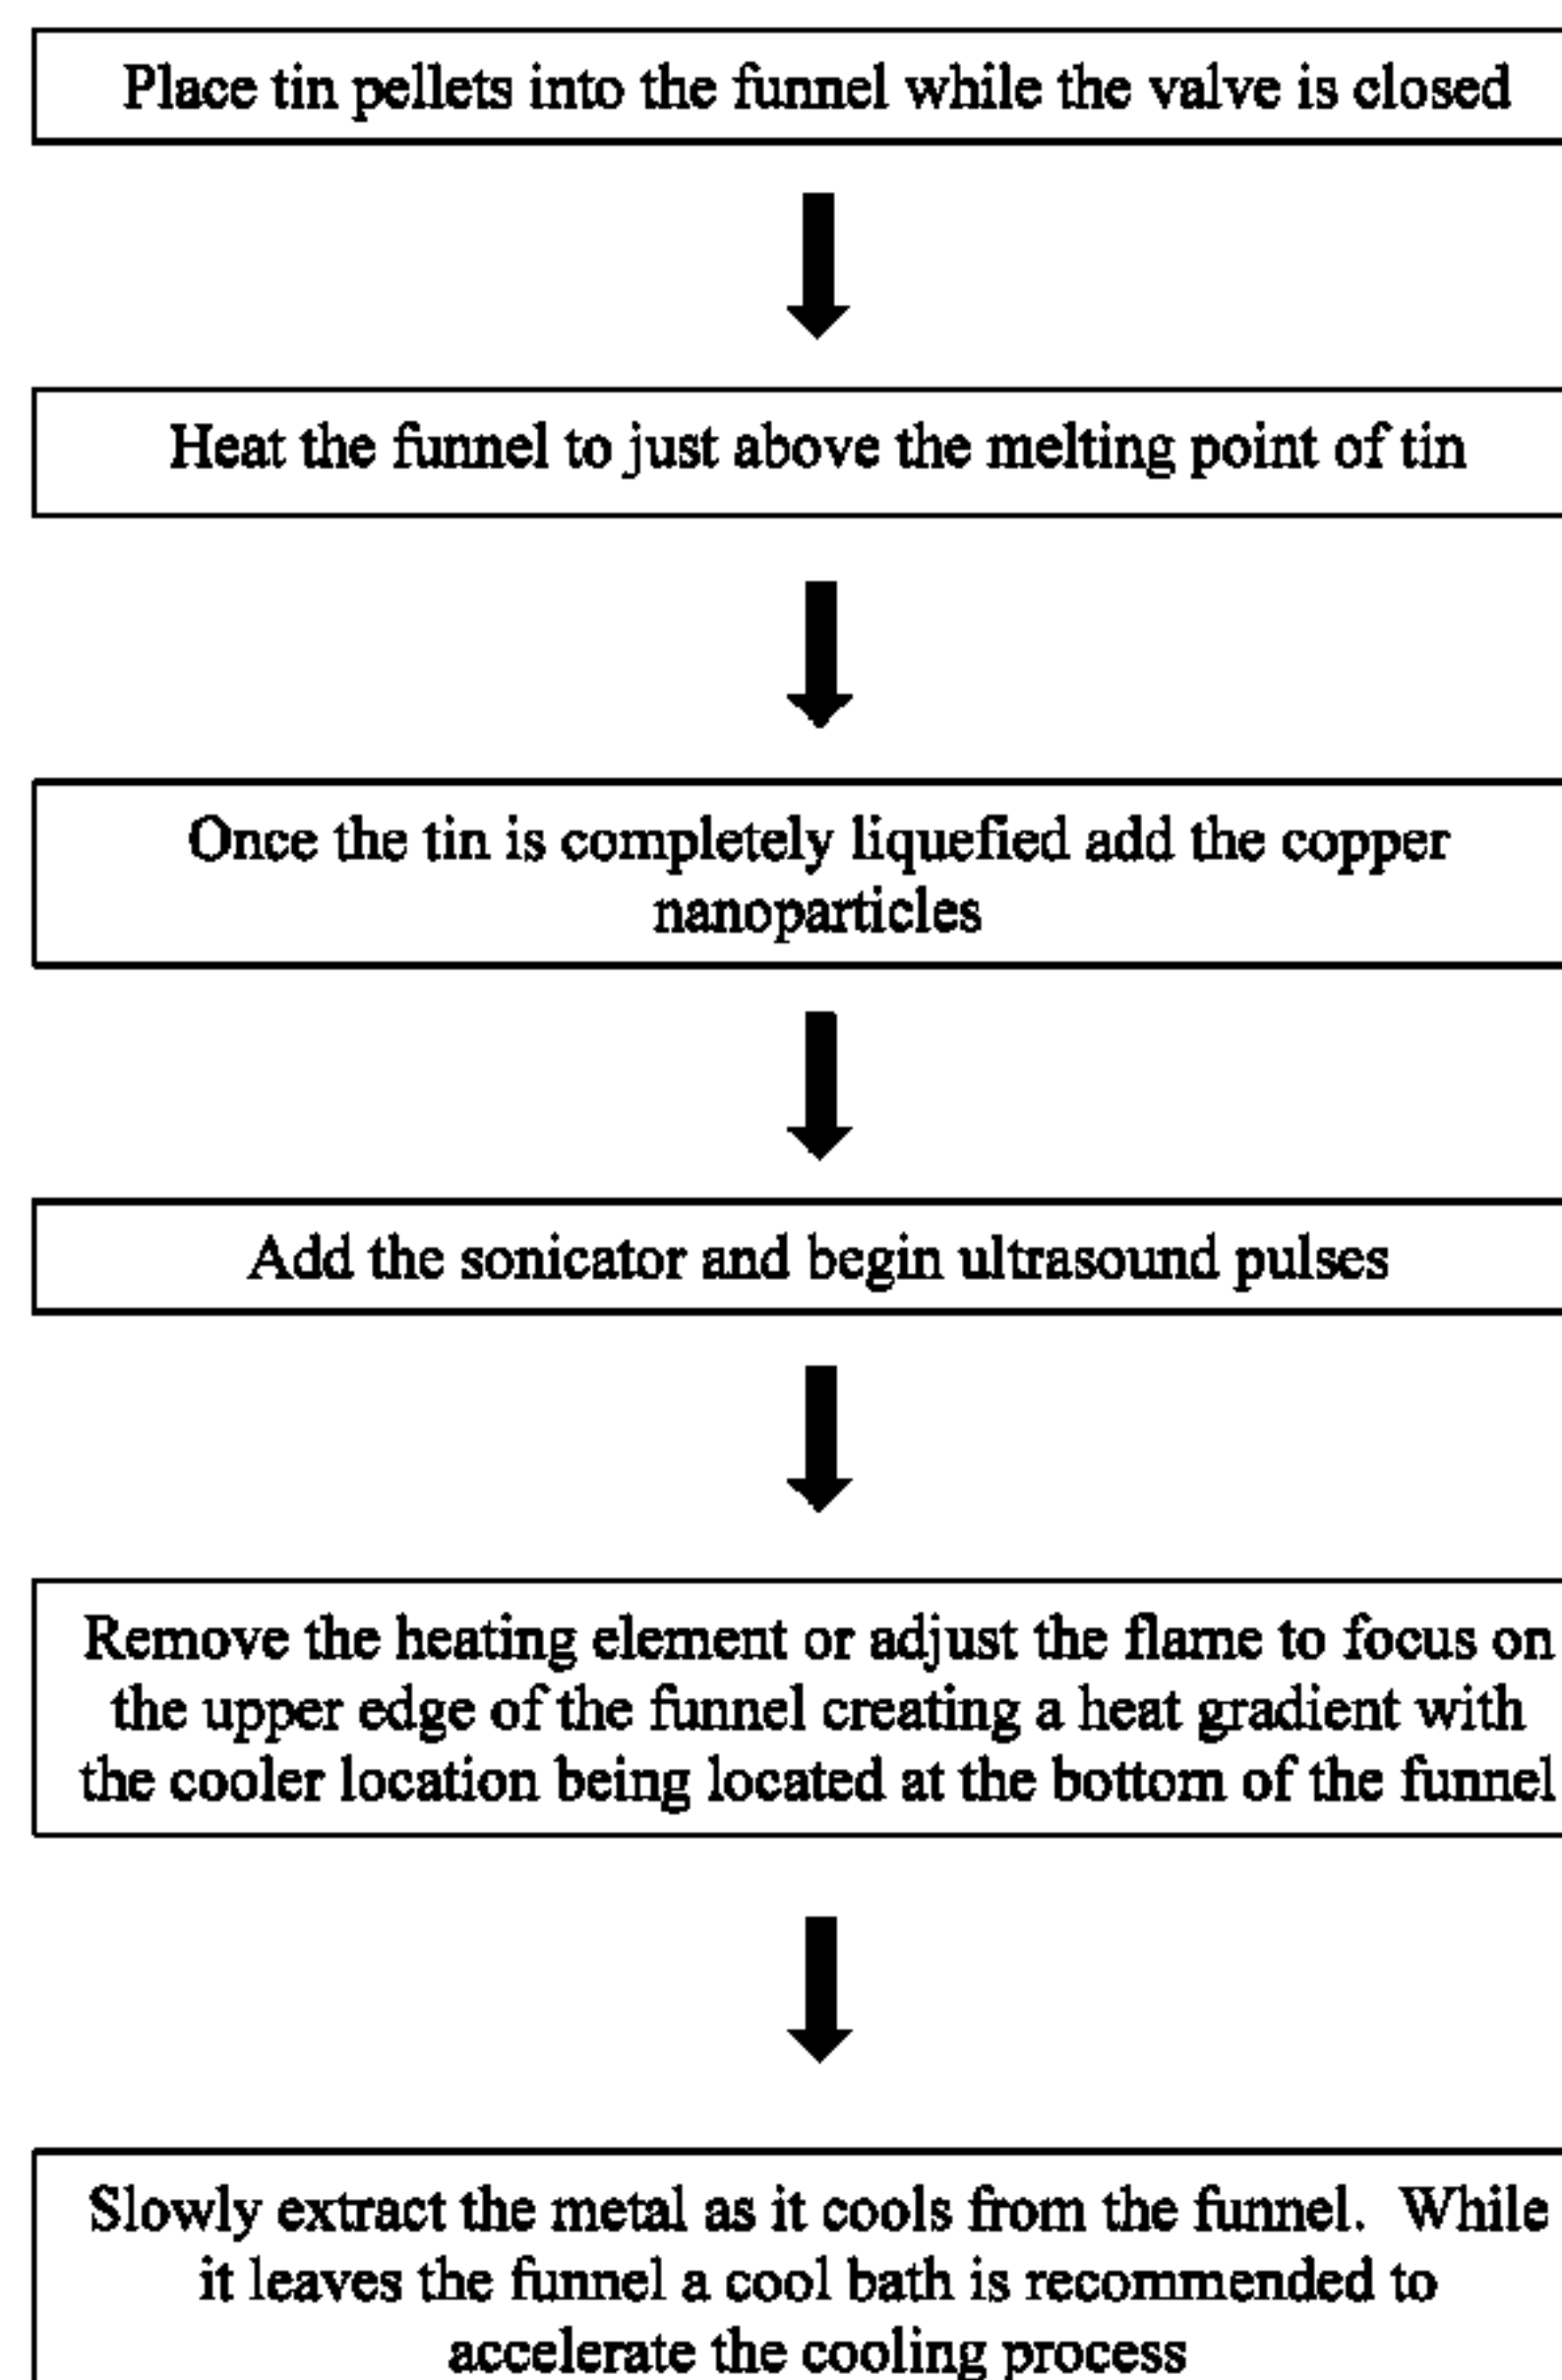 Place tin pellets into the funnel while the valve is closed
Heat the funnel to just above the melting point of tin
Once the tin is completely liquefied add the copper
nanoparticles
Add the sonicator and begin ultrasound pulses
Remove the heating element or adjust the flame to focus on
the upper edge of the funnel creating a heat gradient with
the cooler location being located at the bottom of the funnel
Slowly extract the metal as it cools from the funnel.  While
it leaves the funnel a cool bath is recommended to
accelerate the cooling process